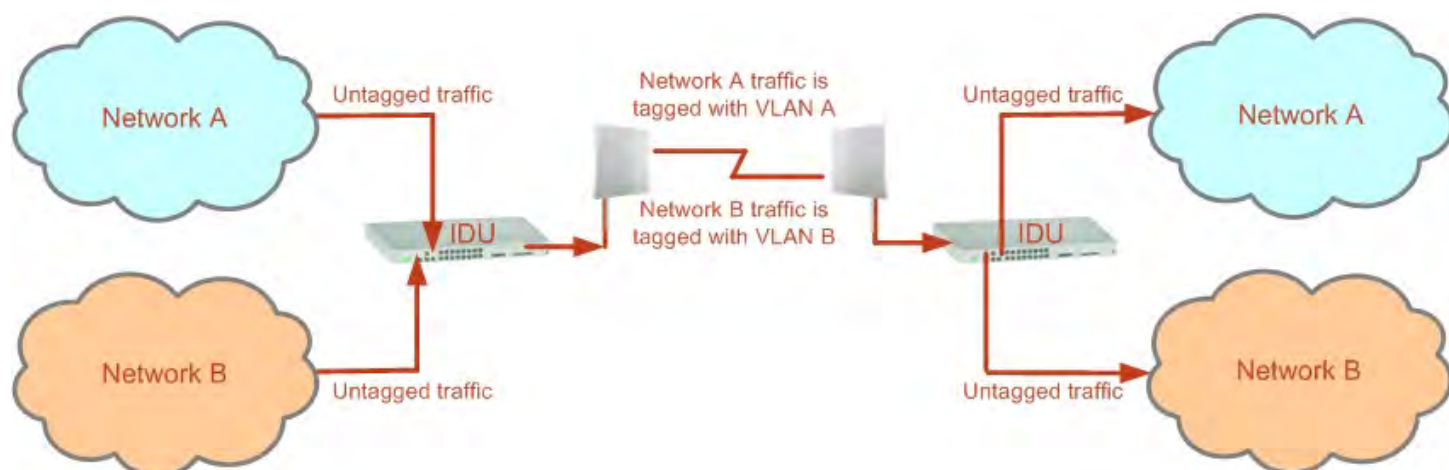 Network A
Untagged traffic
Network A traffic is
tagged with VLAN A
Untagged traffic
Network A
IDU
Network B traffic is
tagged with VLAN B
IDU
Network B
Untagged traffic
Untagged traffic
Network B